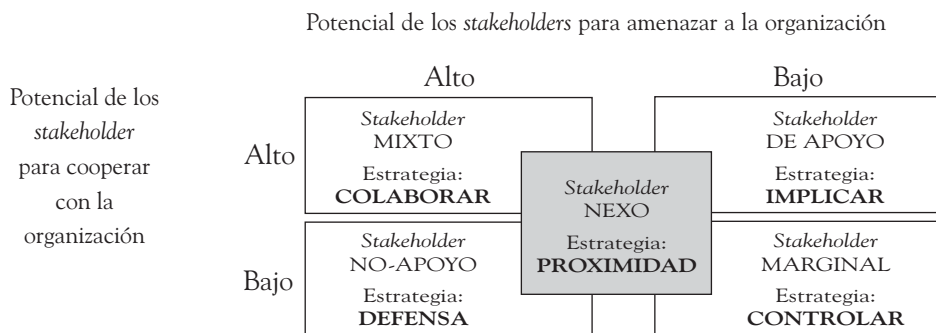 Potencial de los stakeholders para amenazar a la organización
Alto
Bajo
Potencial de los
stakeholder
para cooperar
con la
organización
Alto
Stakeholder
MIXTO
Estrategia:
COLABORAR
Stakeholder
DE APOYO
Estrategia:
IMPLICAR
Stakeholder
NEXO
Estrategia:
PROXIMIDAD
Bajo
Stakeholder
NO-APOYO
Estrategia:
DEFENSA
Stakeholder
MARGINAL
Estrategia:
CONTROLAR